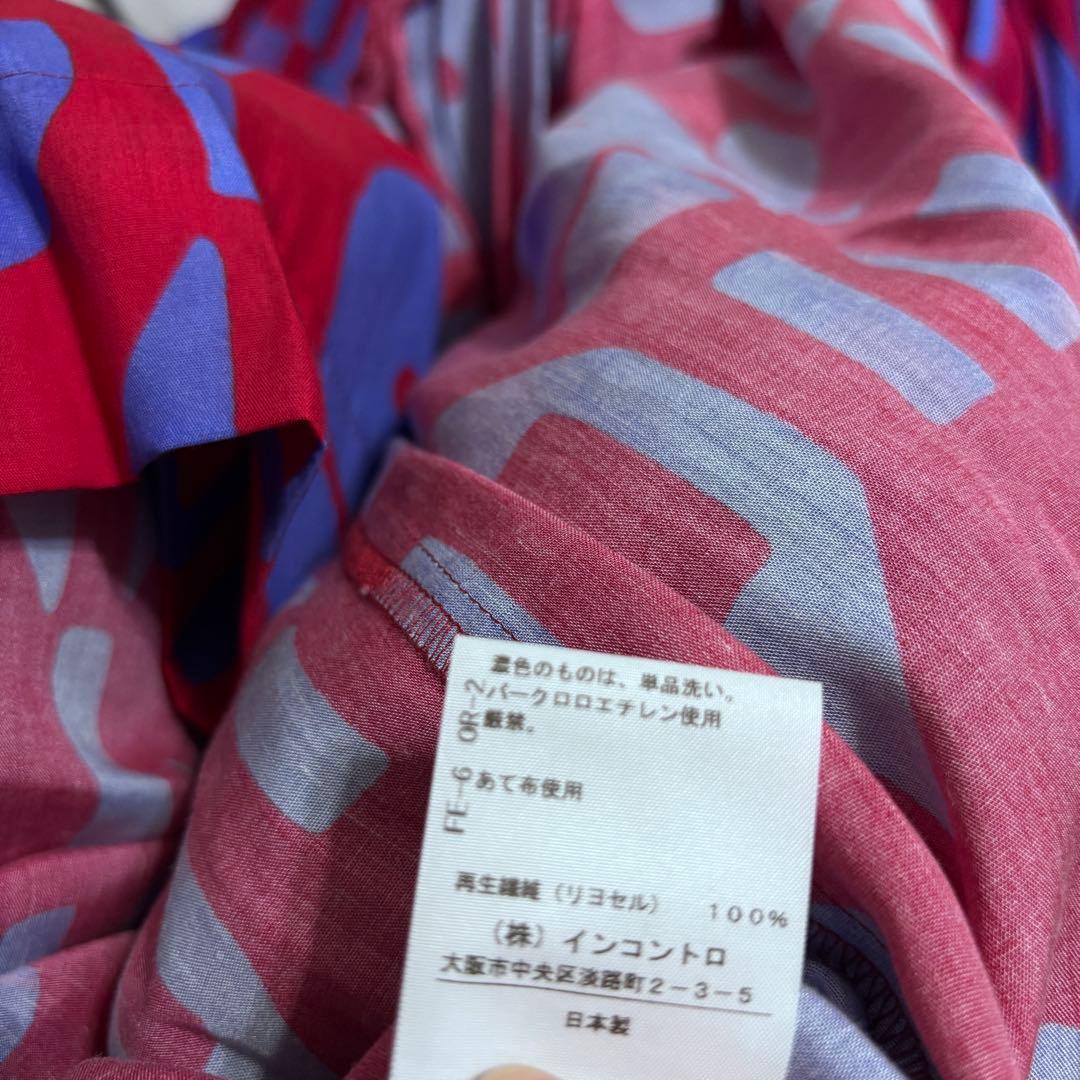 濃色のものは、単品洗い。
パークロロエチレン使用
厳禁。
あて布使用
OR-2
FE-6
再生繊維（リヨセル） 100%
（株）インコントロ
大阪市中央区淡路町2-3-5
日本製